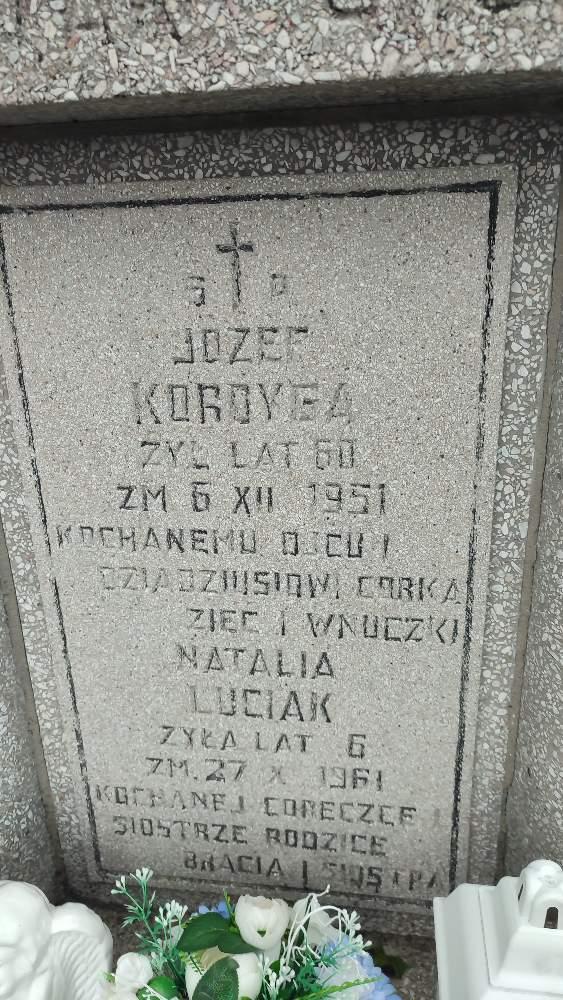 Ś P
JÓZEF
KORDYGA
ŻYŁ LAT 60
ZM 6 XII 1951
KOCHANEMU OJCU I
DZIADZIUSIOWI CÓRKA
ZIĘĆ I WNUCZKI
NATALIA
LUCIAK
ŻYŁA LAT 6
ZM. 27 X 1961
KOCHANEJ CÓRECZCE I
SIOSTRZE RODZICE
BRACIA I SIOSTRA